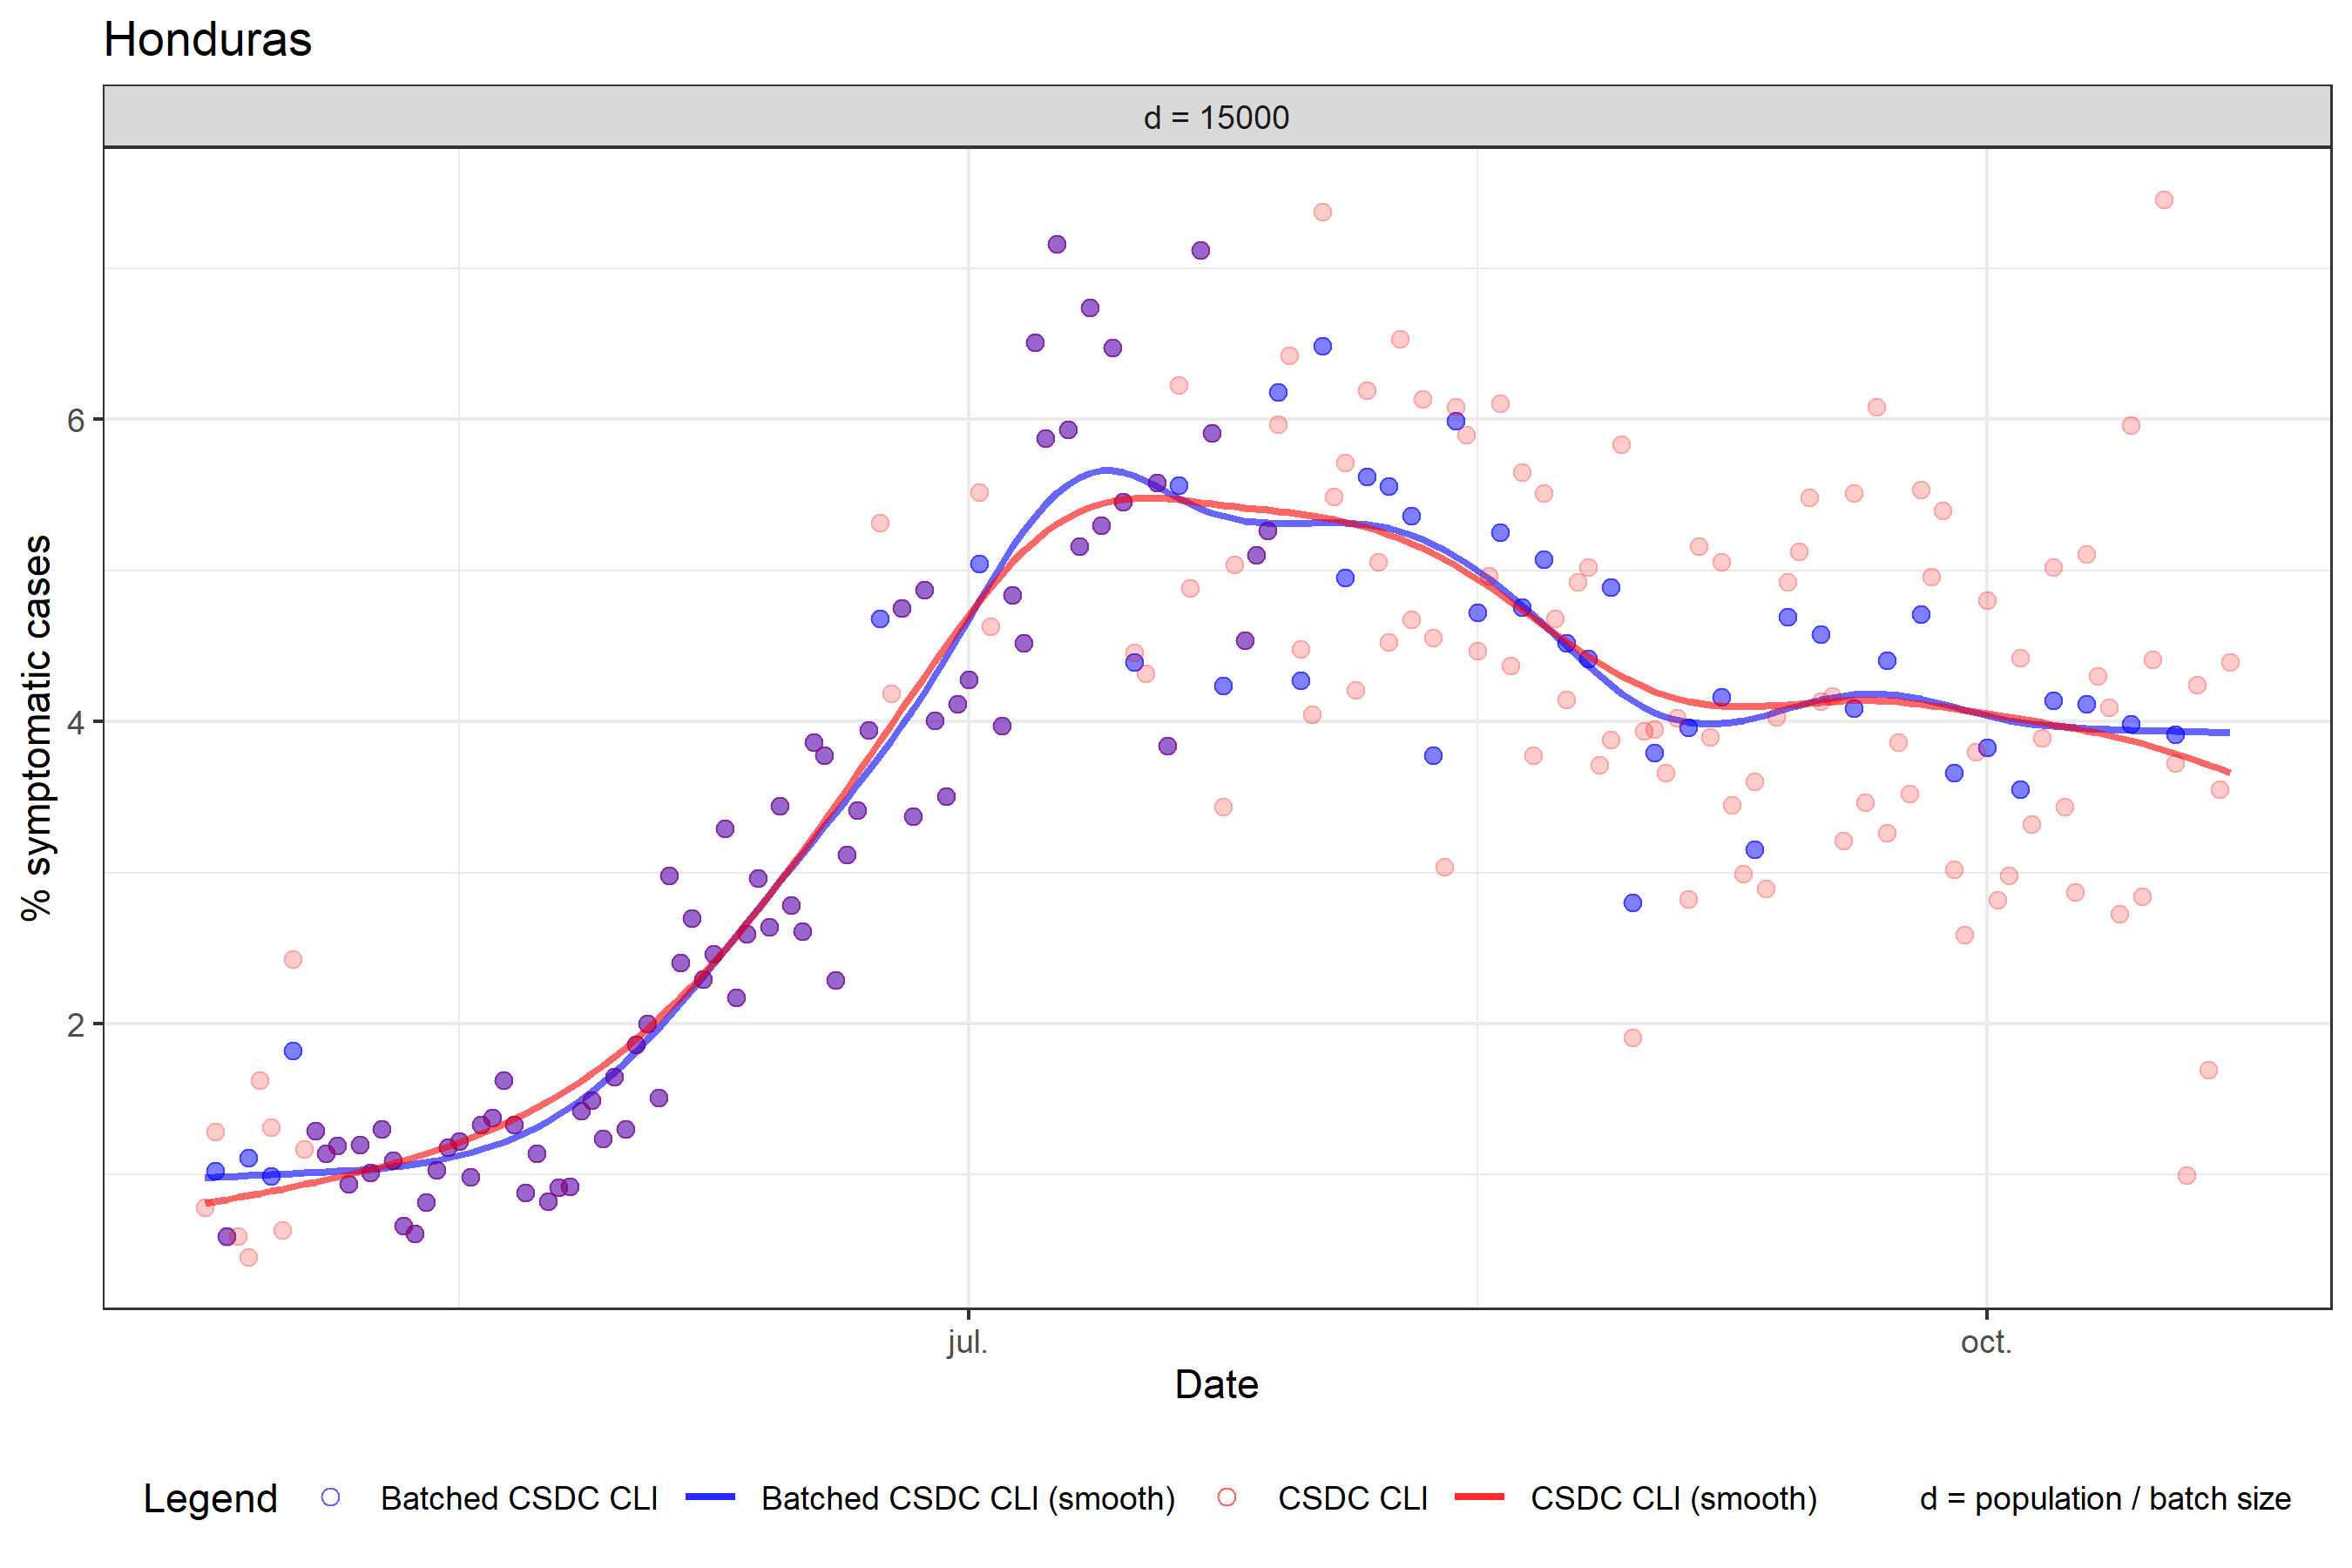 Honduras
d = 15000
% symptomatic cases
6
4
2
jul.
oct.
Date
Legend
Batched CSDC CLI
Batched CSDC CLI (smooth)
CSDC CLI
CSDC CLI (smooth)
d = population / batch size